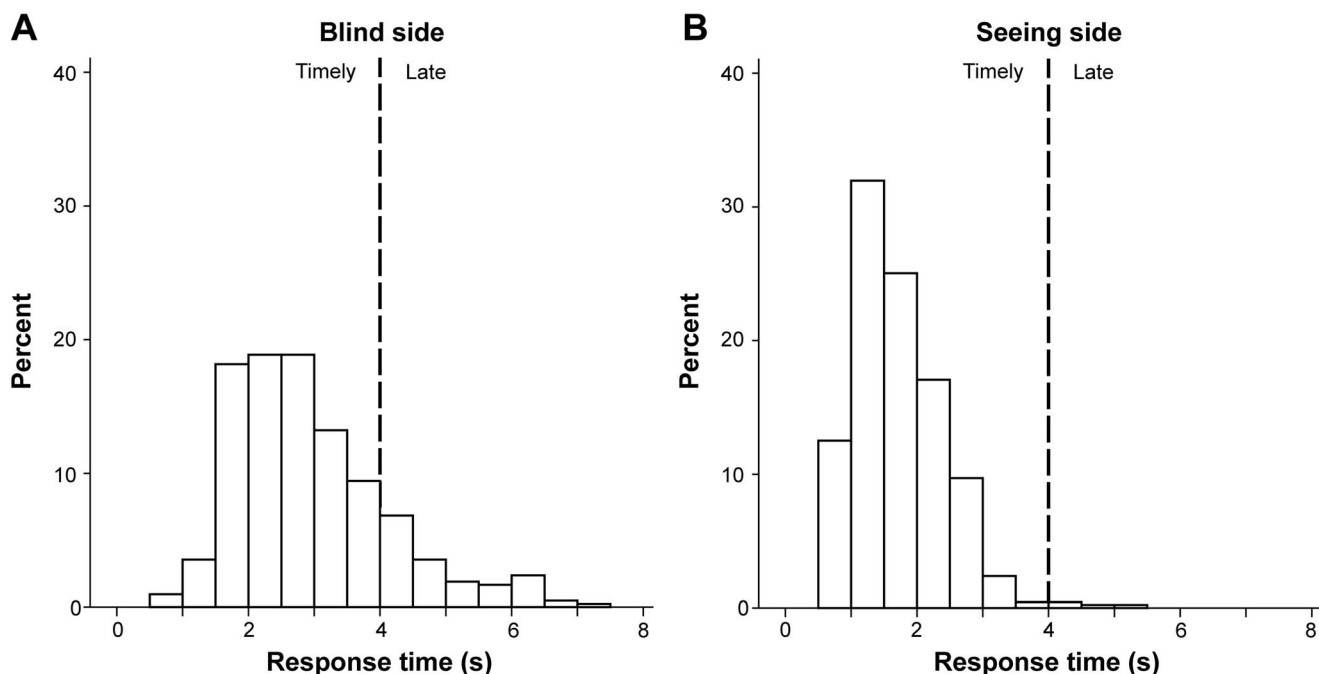 A
Blind side
Timely
Late
40
30
20
10
0
Percent
0 2 4 6 8
Response time (s)
B
Seeing side
Timely
Late
40
30
20
10
0
Percent
0 2 4 6 8
Response time (s)